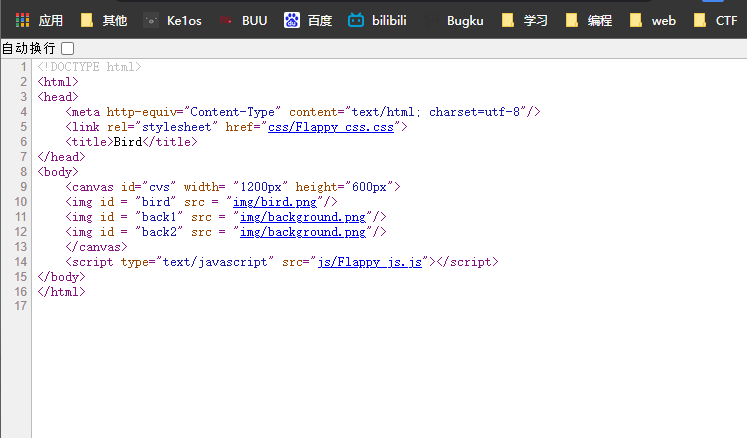 应用 其他 Ke1os BUU 百度 bilibili Bugku 学习 编程 web CTF
自动换行
1 <!DOCTYPE html>
2 <html>
3 <head>
4 <meta http-equiv="Content-Type" content="text/html; charset=utf-8"/>
5 <link rel="stylesheet" href="css/Flappy_css.css">
6 <title>Bird</title>
7 </head>
8 <body>
9 <canvas id="cvs" width= "1200px" height="600px">
10 <img id = "bird" src = "img/bird.png"/>
11 <img id = "back1" src = "img/background.png"/>
12 <img id = "back2" src = "img/background.png"/>
13 </canvas>
14 <script type="text/javascript" src="js/Flappy_js.js"></script>
15 </body>
16 </html>
17